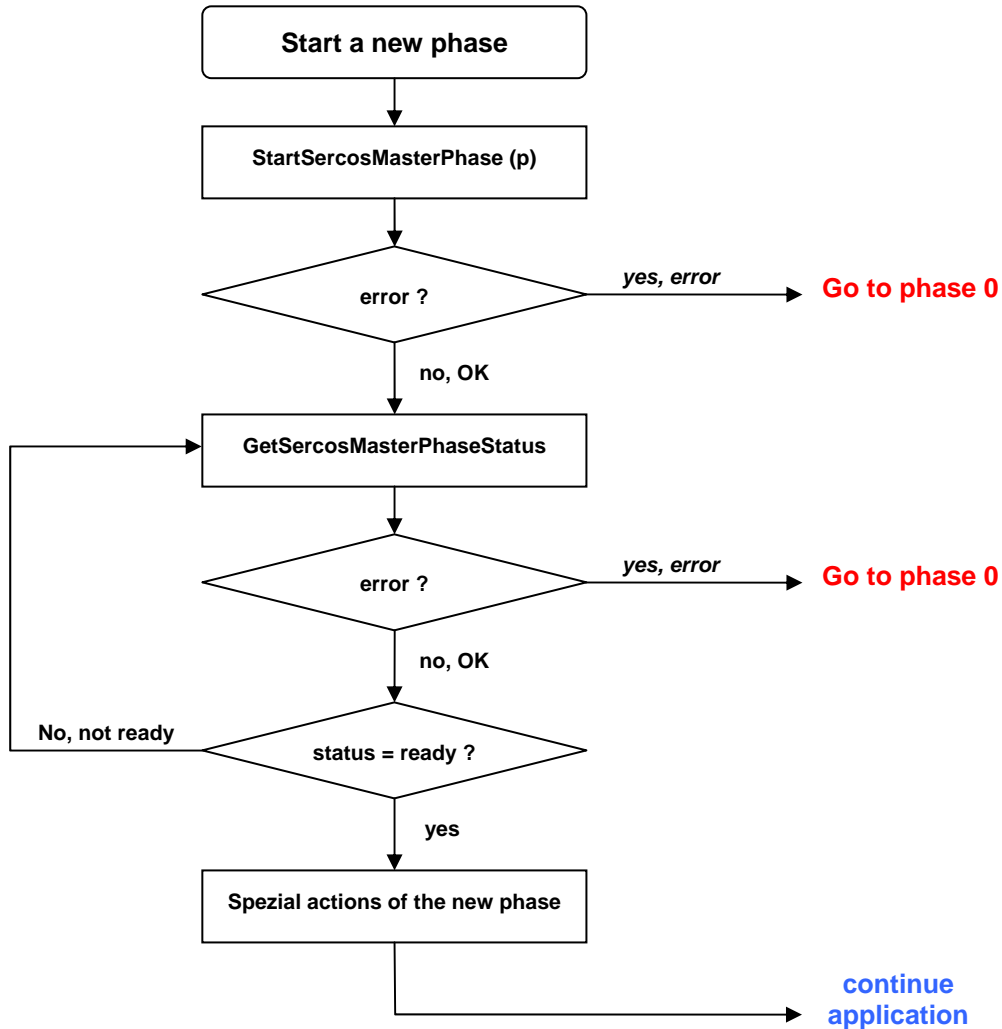 Start a new phase
StartSercosMasterPhase (p)
error ?
yes, error
Go to phase 0
no, OK
GetSercosMasterPhaseStatus
error ?
yes, error
Go to phase 0
no, OK
No, not ready
status = ready ?
yes
Spezial actions of the new phase
continue
application